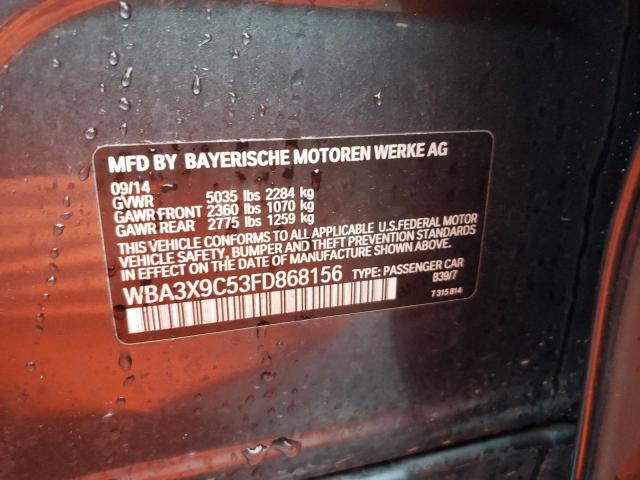 MFD BY BAYERISCHE MOTOREN WERKE AG
09/14
GVWR 5035 lbs 2284 kg
GAWR FRONT 2360 lbs 1070 kg
GAWR REAR 2775 lbs 1259 kg
THIS VEHICLE CONFORMS TO ALL APPLICABLE U.S.FEDERAL MOTOR
VEHICLE SAFETY, BUMPER AND THEFT PREVENTION STANDARDS
IN EFFECT ON THE DATE OF MANUFACTURE SHOWN ABOVE.
WBA3X9C53FD868156 TYPE: PASSENGER CAR
B39/7
7 315 814